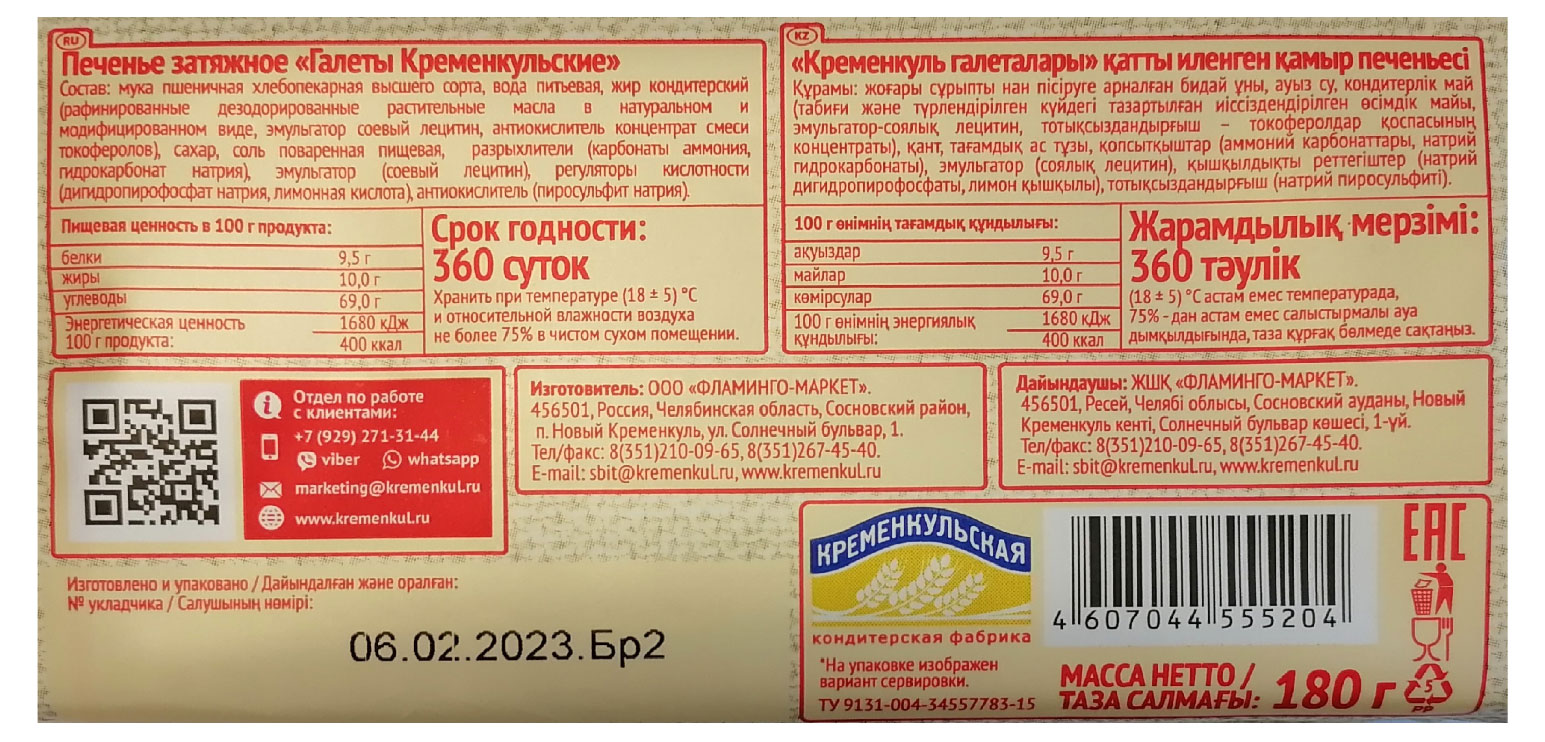 RU
Печенье затяжное «Галеты Кременкульские»
Состав: мука пшеничная хлебопекарная высшего сорта, вода питьевая, жир кондитерский
(рафинированные дезодорированные растительные масла в натуральном и
модифицированном виде, эмульгатор соевый лецитин, антиокислитель концентрат смеси
токоферолов), сахар, соль поваренная пищевая, разрыхлители (карбонаты аммония,
гидрокарбонат натрия), эмульгатор (соевый лецитин), регуляторы кислотности
(дигидропирофосфат натрия, лимонная кислота), антиокислитель (пиросульфит натрия).
Пищевая ценность в 100 г продукта:
белки 9,5 г
жиры 10,0 г
углеводы 69,0 г
Энергетическая ценность 1680 кДж
100 г продукта: 400 ккал
Срок годности:
360 суток
Хранить при температуре (18 ± 5) °С
и относительной влажности воздуха
не более 75% в чистом сухом помещении.
KZ
«Кременкуль галеталары» қатты иленген қамыр печеньесі
Құрамы: жоғары сұрыпты нан пісіруге арналған бидай ұны, ауыз су, кондитерлік май
(табиғи және түрлендірілген күйдегі тазартылған иіссіздендірілген өсімдік майы,
эмульгатор-соялық лецитин, тотықсыздандырғыш – токоферолдар қоспасының
концентраты), қант, тағамдық ас тұзы, қопсытқыштар (аммоний карбонаттары, натрий
гидрокарбонаты), эмульгатор (соялық лецитин), қышқылдықты реттегіштер (натрий
дигидропирофосфаты, лимон қышқылы), тотықсыздандырғыш (натрий пиросульфиті).
100 г өнімнің тағамдық құндылығы:
ақуыздар 9,5 г
майлар 10,0 г
көмірсулар 69,0 г
100 г өнімнің энергиялық 1680 кДж
құндылығы: 400 ккал
Жарамдылық мерзімі:
360 тәулік
(18 ± 5) °С астам емес температурада,
75% - дан астам емес салыстырмалы ауа
дымқылдығында, таза құрғақ бөлмеде сақтаңыз.
Отдел по работе
с клиентами:
+7 (929) 271-31-44
viber whatsapp
marketing@kremenkul.ru
www.kremenkul.ru
Изготовитель: ООО «ФЛАМИНГО-МАРКЕТ».
456501, Россия, Челябинская область, Сосновский район,
п. Новый Кременкуль, ул. Солнечный бульвар, 1.
Тел/факс: 8(351)210-09-65, 8(351)267-45-40.
E-mail: sbit@kremenkul.ru, www.kremenkul.ru
Дайындаушы: ЖШҚ «ФЛАМИНГО-МАРКЕТ».
456501, Ресей, Челябі облысы, Сосновский ауданы, Новый
Кременкуль кенті, Солнечный бульвар көшесі, 1-үй.
Тел/факс: 8(351)210-09-65, 8(351)267-45-40.
E-mail: sbit@kremenkul.ru, www.kremenkul.ru
Изготовлено и упаковано / Дайындалған және оралған:
№ укладчика / Салушының нөмірі:
06.02.2023.Бр2
КРЕМЕНКУЛЬСКАЯ
кондитерская фабрика
*На упаковке изображен
вариант сервировки.
ТУ 9131-004-34557783-15
4 607044 555204
EAC
МАССА НЕТТО /
ТАЗА САЛМАҒЫ: 180 г
5
PP